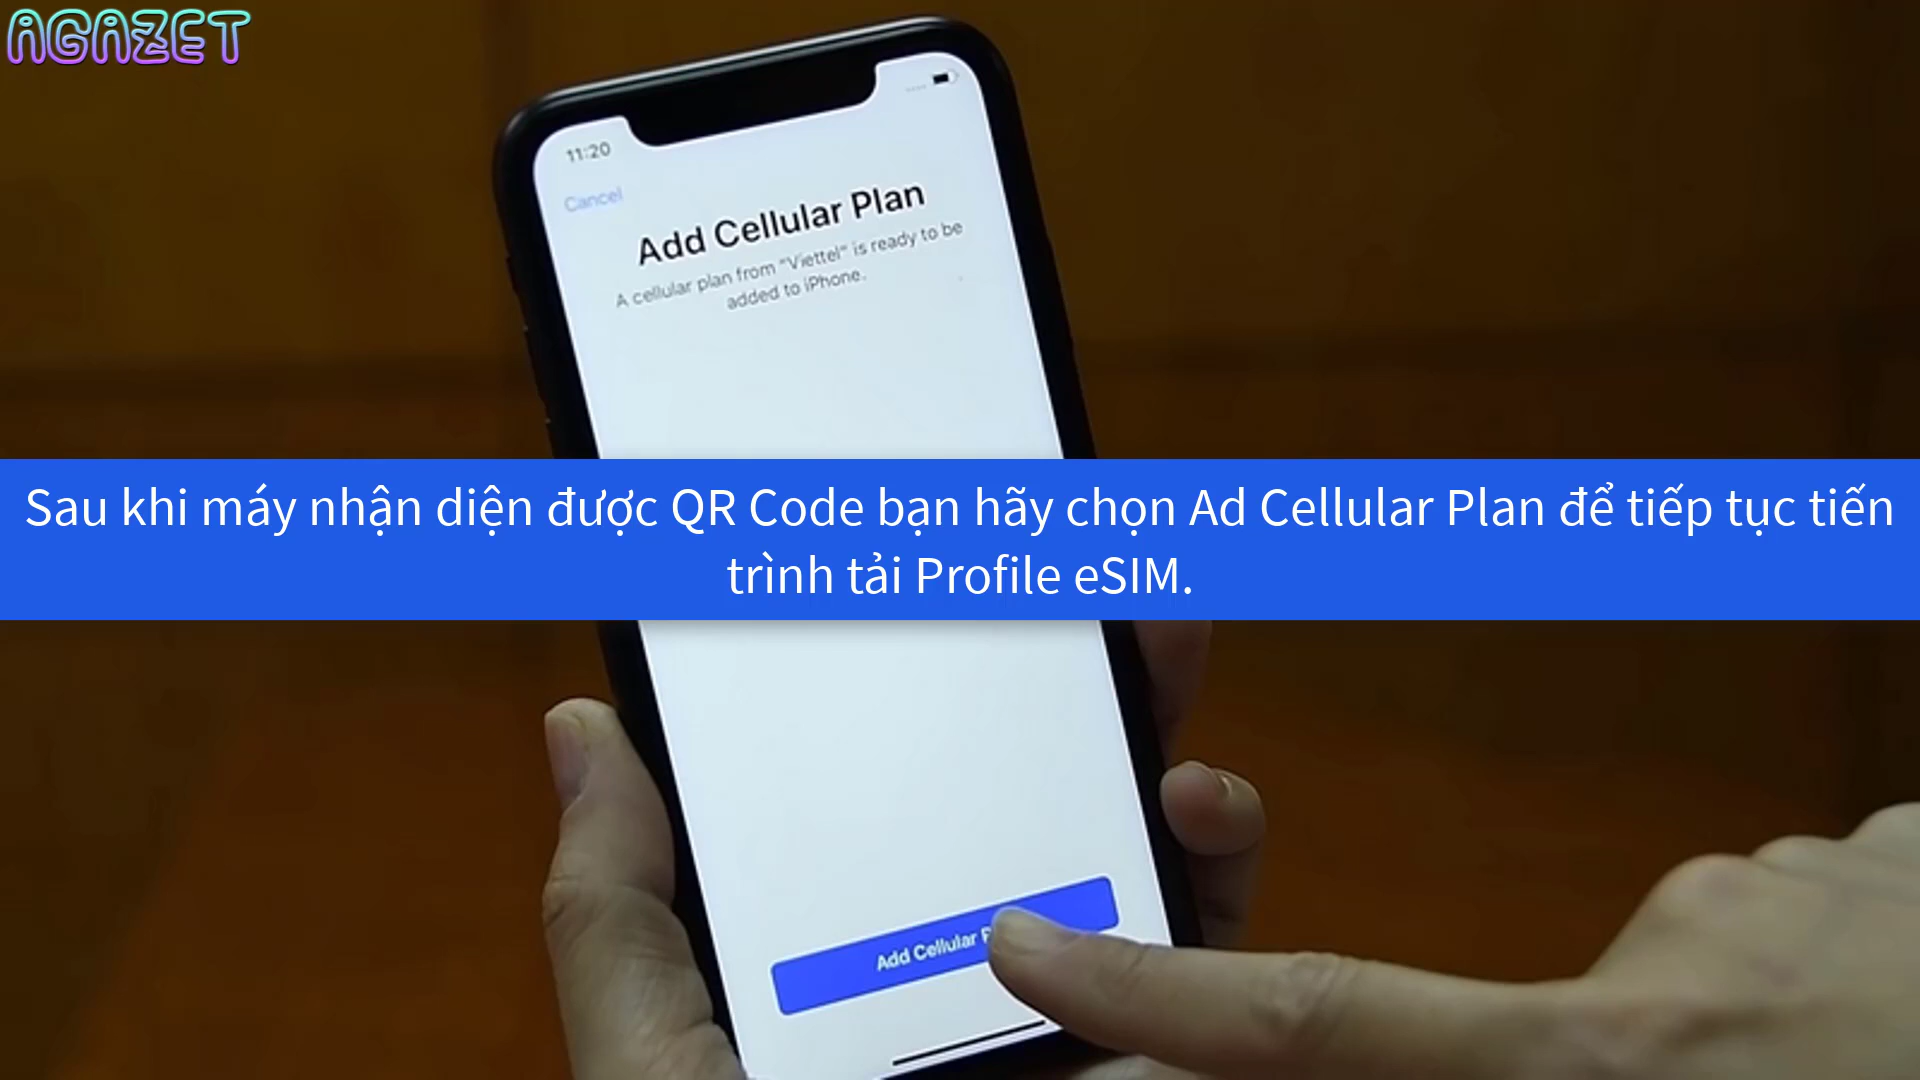 AGAZET
11:20
Cancel
Add Cellular Plan
A cellular plan from "Viettel" is ready to be
added to iPhone.
Sau khi máy nhận diện được QR Code bạn hãy chọn Ad Cellular Plan để tiếp tục tiến
trình tải Profile eSIM.
Add Cellular